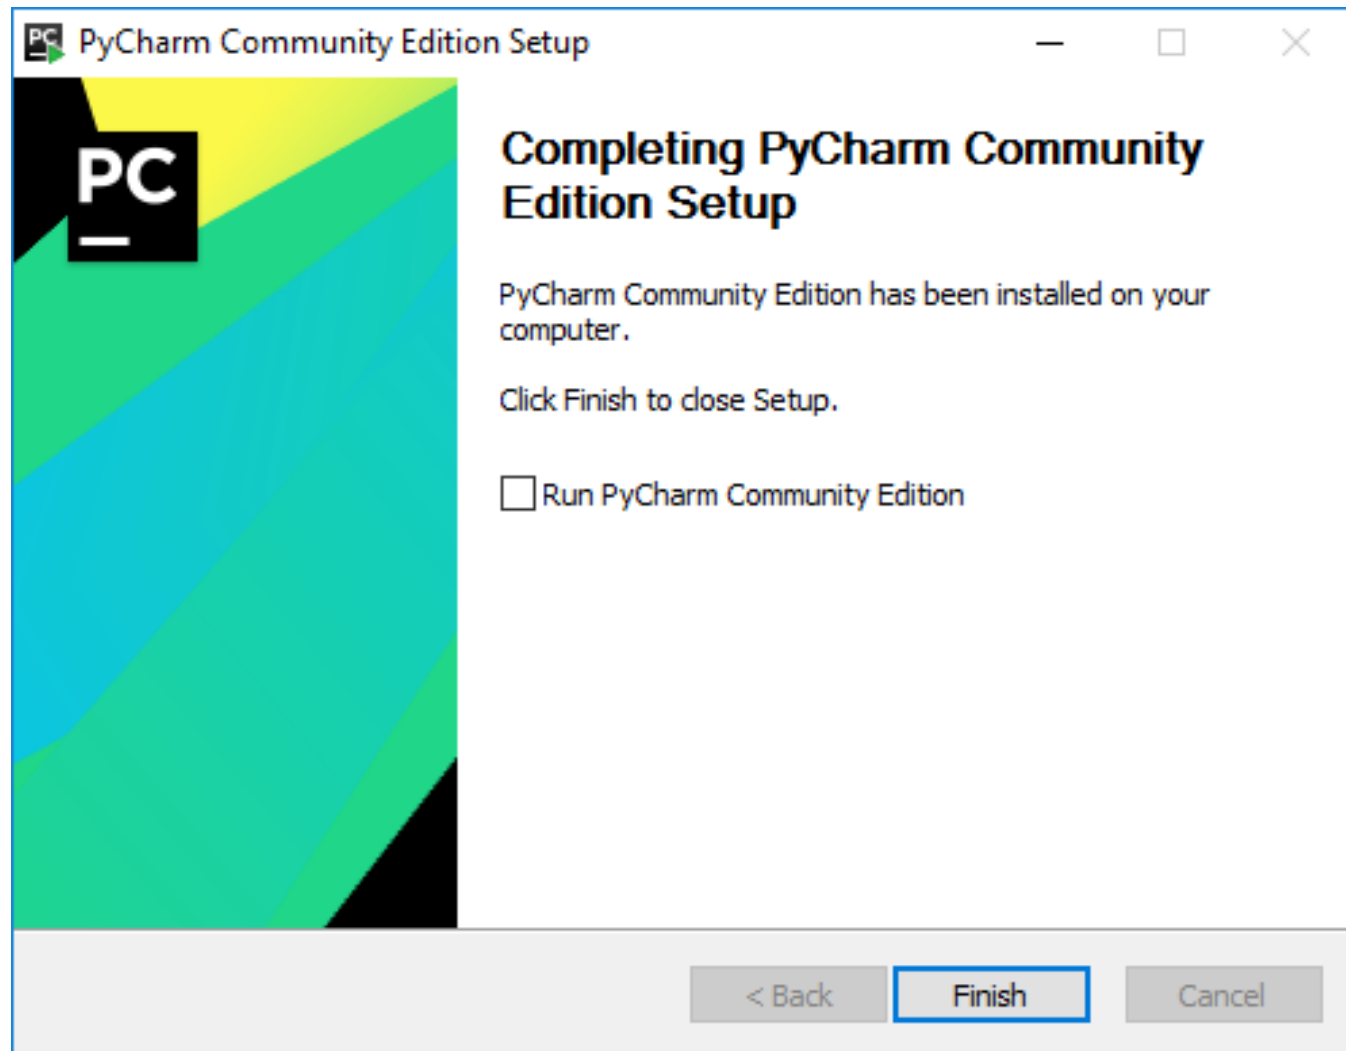 PyCharm Community Edition Setup
PC
Completing PyCharm Community
Edition Setup
PyCharm Community Edition has been installed on your
computer.
Click Finish to close Setup.
Run PyCharm Community Edition
< Back
Finish
Cancel